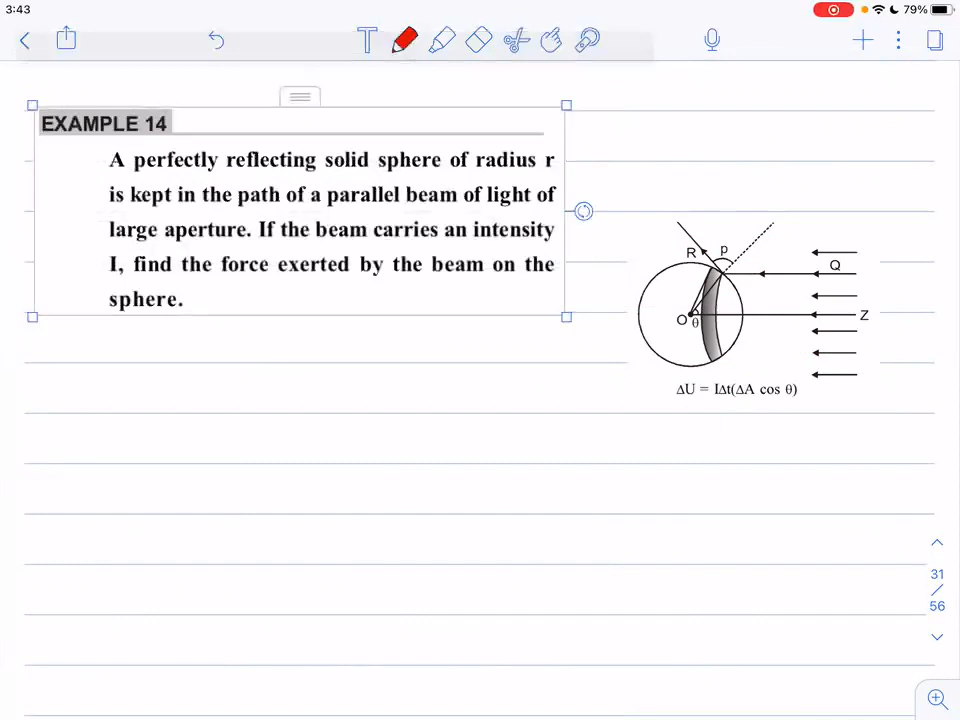 3:43
79%
EXAMPLE 14
A perfectly reflecting solid sphere of radius r
is kept in the path of a parallel beam of light of
large aperture. If the beam carries an intensity
I, find the force exerted by the beam on the
sphere.
R
p
Q
O
θ
Z
ΔU = IΔt(ΔA cos θ)
31
/
56